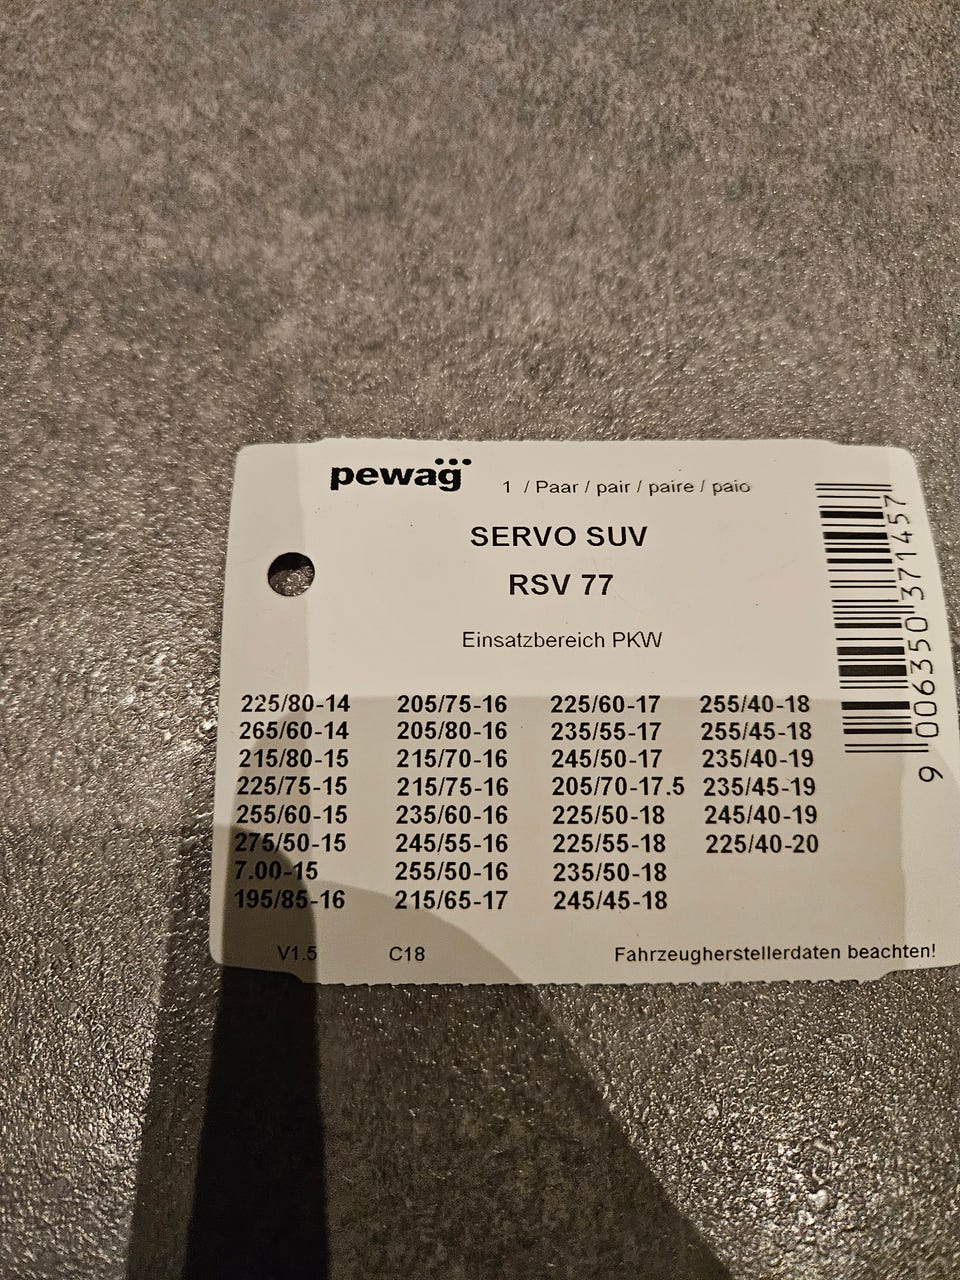 pewag
1 / Paar / pair / paire / paio
SERVO SUV
RSV 77
Einsatzbereich PKW
225/80-14 205/75-16 225/60-17 255/40-18
265/60-14 205/80-16 235/55-17 255/45-18
215/80-15 215/70-16 245/50-17 235/40-19
225/75-15 215/75-16 205/70-17.5 235/45-19
255/60-15 235/60-16 225/50-18 245/40-19
275/50-15 245/55-16 225/55-18 225/40-20
7.00-15 255/50-16 235/50-18
195/85-16 215/65-17 245/45-18
V1.5 C18 Fahrzeugherstellerdaten beachten!
9 006350 371457